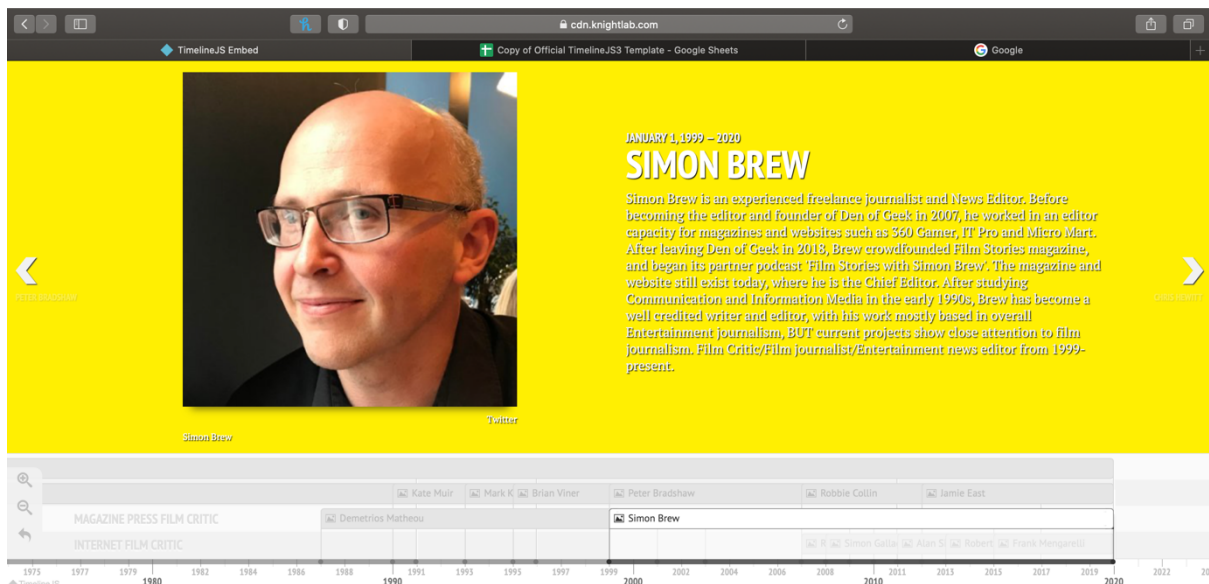 cdn.knightlab.com
TimelineJS Embed
Copy of Official TimelineJS3 Template - Google Sheets
Google
JANUARY 1, 1999 – 2020
SIMON BREW
Simon Brew is an experienced freelance journalist and News Editor. Before
becoming the editor and founder of Den of Geek in 2007, he worked in an editor
capacity for magazines and websites such as 360 Gamer, IT Pro and Micro Mart.
After leaving Den of Geek in 2018, Brew crowdfounded Film Stories magazine,
and began its partner podcast 'Film Stories with Simon Brew'. The magazine and
website still exist today, where he is the Chief Editor. After studying
Communication and Information Media in the early 1990s, Brew has become a
well credited writer and editor, with his work mostly based in overall
Entertainment journalism, BUT current projects show close attention to film
journalism. Film Critic/Film journalist/Entertainment news editor from 1999-
present.
PETER BRADSHAW
Twitter
Simon Brew
Kate Muir
Mark K
Brian Viner
Peter Bradshaw
Robbie Collin
Jamie East
MAGAZINE PRESS FILM CRITIC
Demetrios Matheou
Simon Brew
INTERNET FILM CRITIC
R
Simon Galla
Alan Si
Robert
Frank Mengarelli
1975 1977 1979 1982 1984 1986 1988 1991 1993 1995 1997 1999 2002 2004 2006 2008 2011 2013 2015 2017 2019 2022
TimelineJS
1980 1990 2000 2010 2020